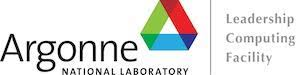 Argonne
NATIONAL LABORATORY
Leadership
Computing
Facility